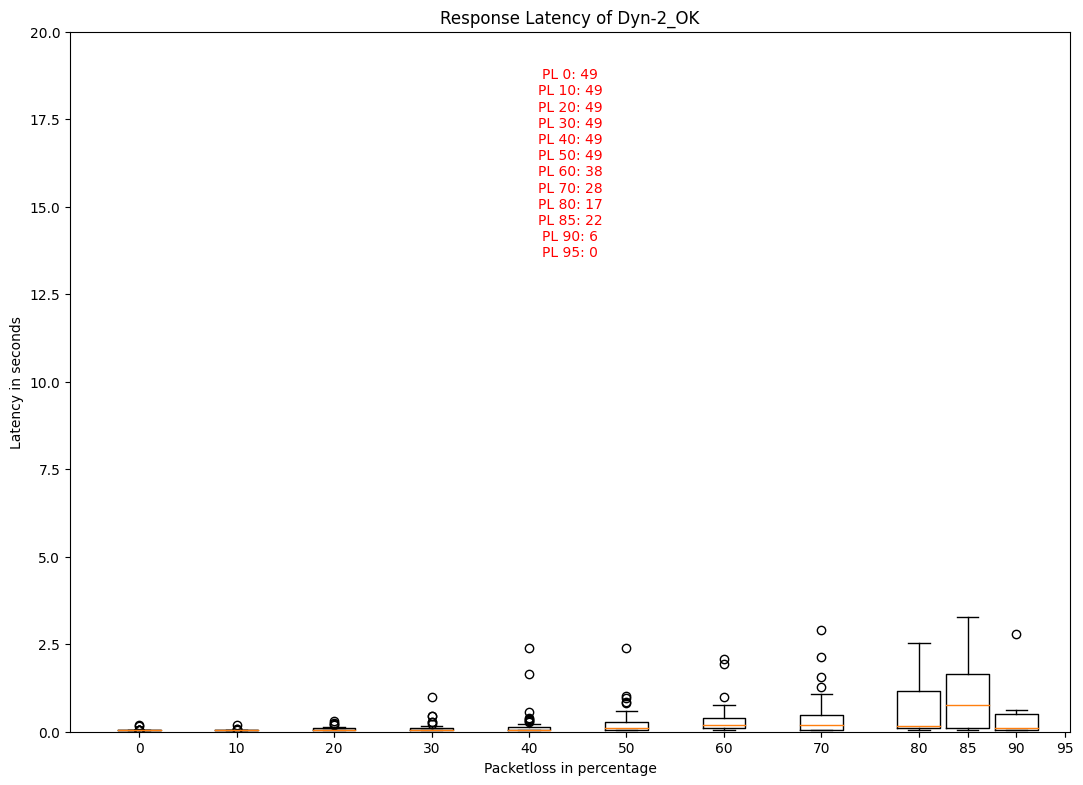 Response Latency of Dyn-2_OK
20.0
17.5
15.0
12.5
10.0
7.5
5.0
2.5
0.0
Latency in seconds
PL 0: 49
PL 10: 49
PL 20: 49
PL 30: 49
PL 40: 49
PL 50: 49
PL 60: 38
PL 70: 28
PL 80: 17
PL 85: 22
PL 90: 6
PL 95: 0
0 10 20 30 40 50 60 70 80 85 90 95
Packetloss in percentage